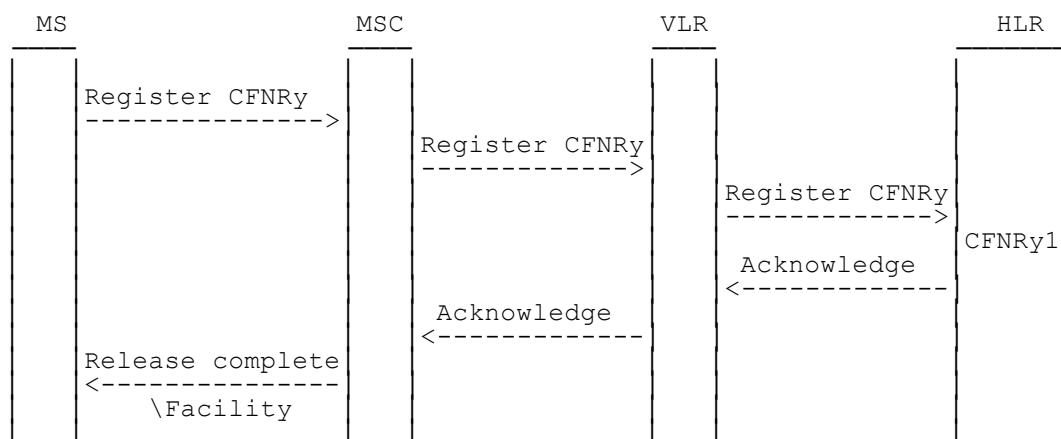 MS MSC VLR HLR
Register CFNRy
Register CFNRy
Register CFNRy
CFNRy1
Acknowledge
Acknowledge
Release complete
\Facility